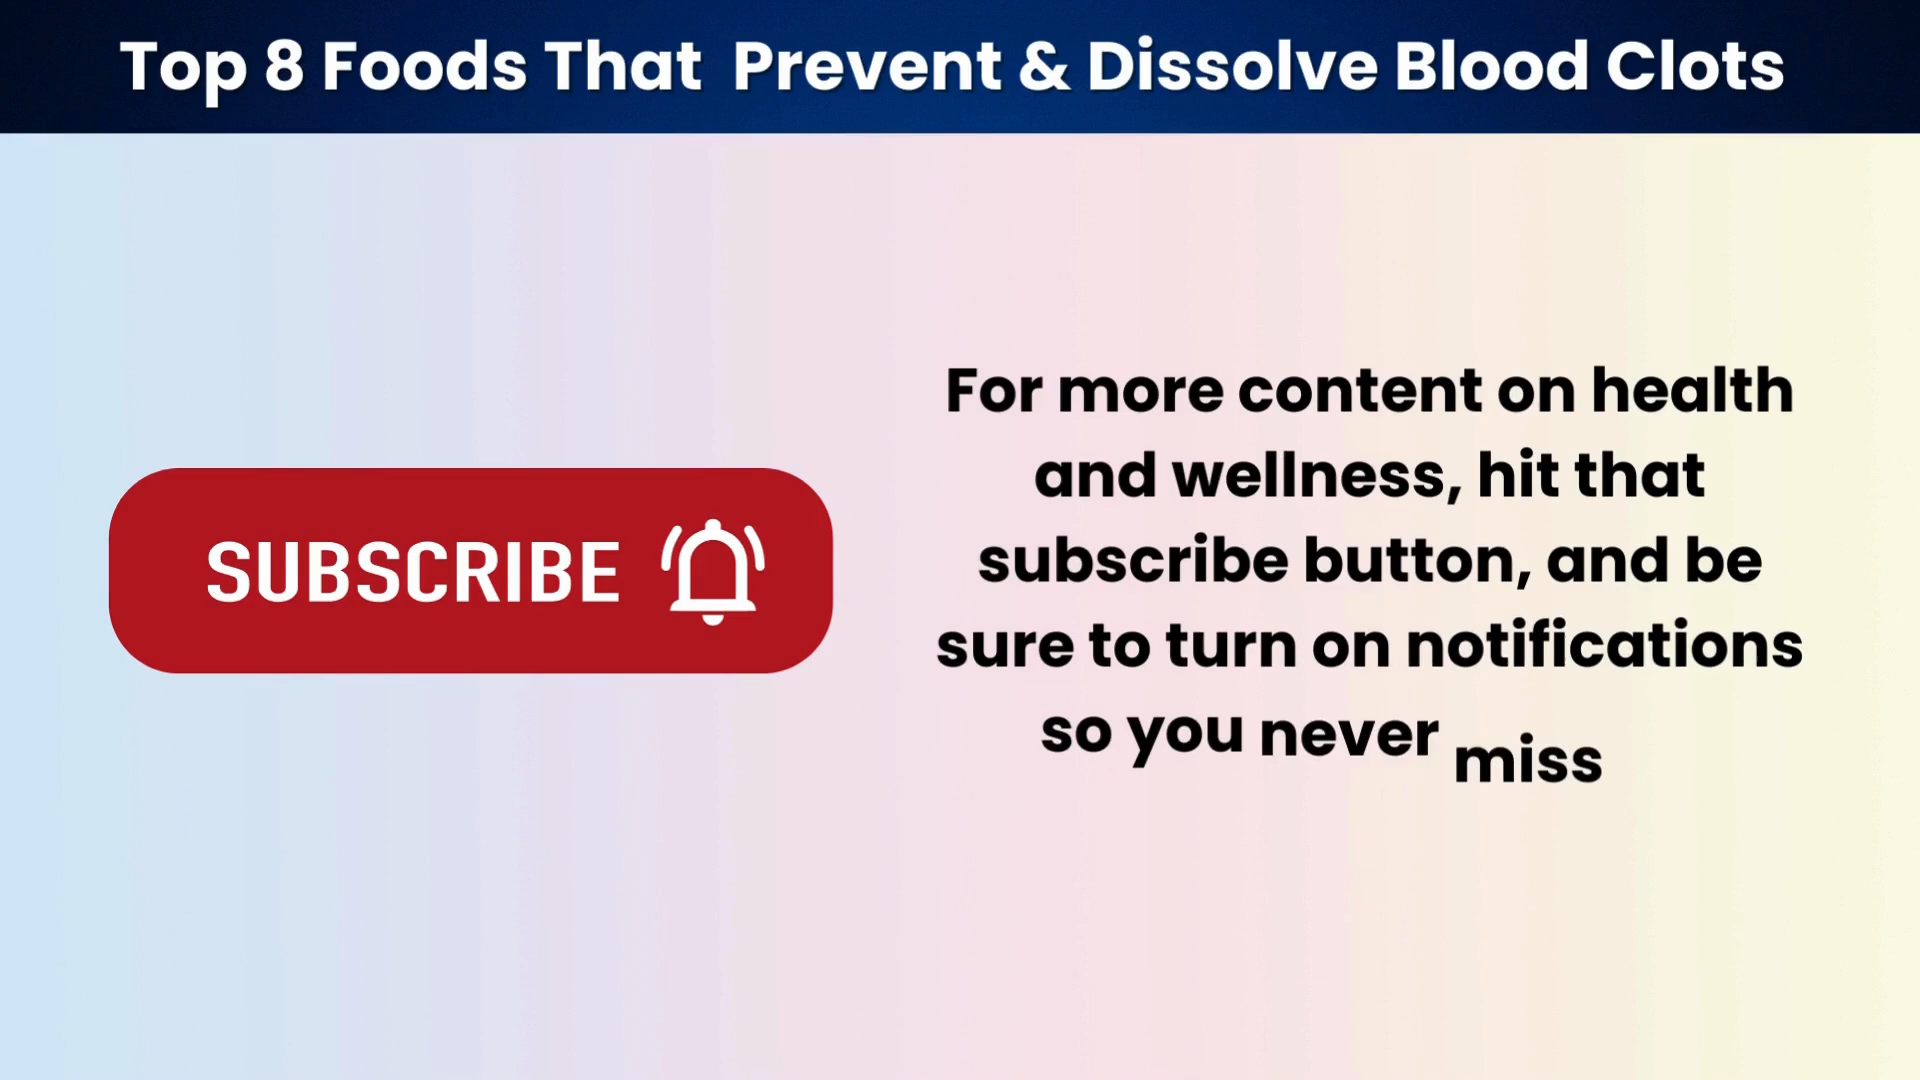 Top 8 Foods That Prevent & Dissolve Blood Clots
SUBSCRIBE
For more content on health
and wellness, hit that
subscribe button, and be
sure to turn on notifications
so you never miss